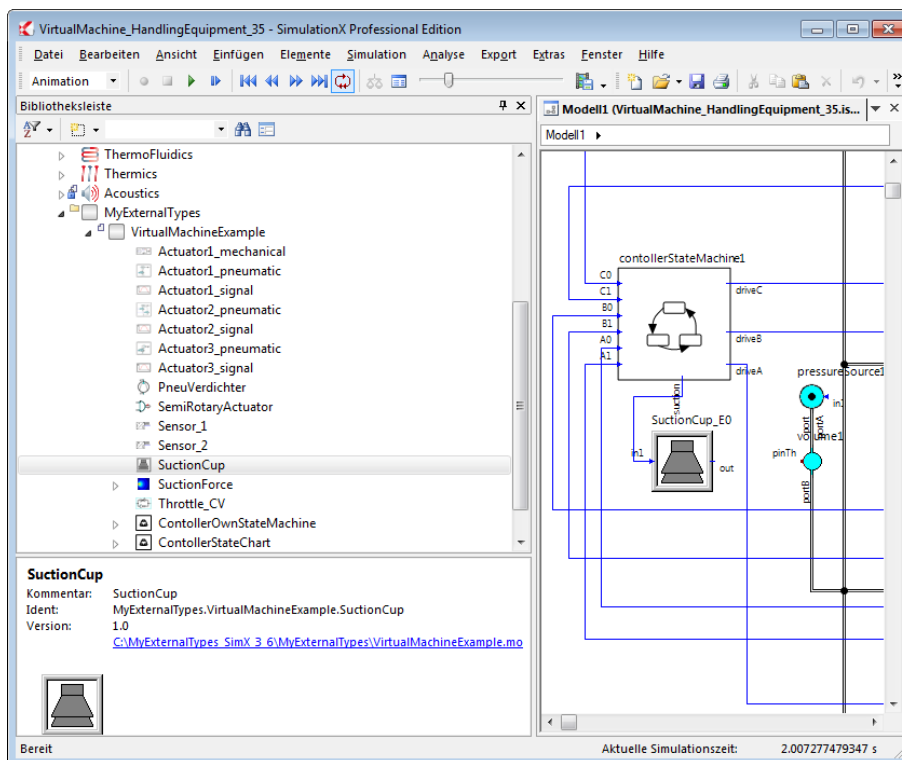 VirtualMachine_HandlingEquipment_35 - SimulationX Professional Edition
Datei Bearbeiten Ansicht Einfügen Elemente Simulation Analyse Export Extras Fenster Hilfe
Animation
Bibliotheksleiste
Modell1 (VirtualMachine_HandlingEquipment_35.is...
Modell1
ThermoFluidics
Thermics
Acoustics
MyExternalTypes
VirtualMachineExample
Actuator1_mechanical
Actuator1_pneumatic
Actuator1_signal
Actuator2_pneumatic
Actuator2_signal
Actuator3_pneumatic
Actuator3_signal
PneuVerdichter
SemiRotaryActuator
Sensor_1
Sensor_2
SuctionCup
SuctionForce
Throttle_CV
ContollerOwnStateMachine
ContollerStateChart
contollerStateMachine1
C0
C1
B0
B1
A0
A1
driveC
driveB
driveA
suction
pressureSource1
in1
port
portA
volume1
pinTh
portB
SuctionCup_E0
in1
out
SuctionCup
Kommentar: SuctionCup
Ident: MyExternalTypes.VirtualMachineExample.SuctionCup
Version: 1.0
C:\MyExternalTypes_SimX_3_6\MyExternalTypes\VirtualMachineExample.mo
Bereit
Aktuelle Simulationszeit: 2.007277479347 s